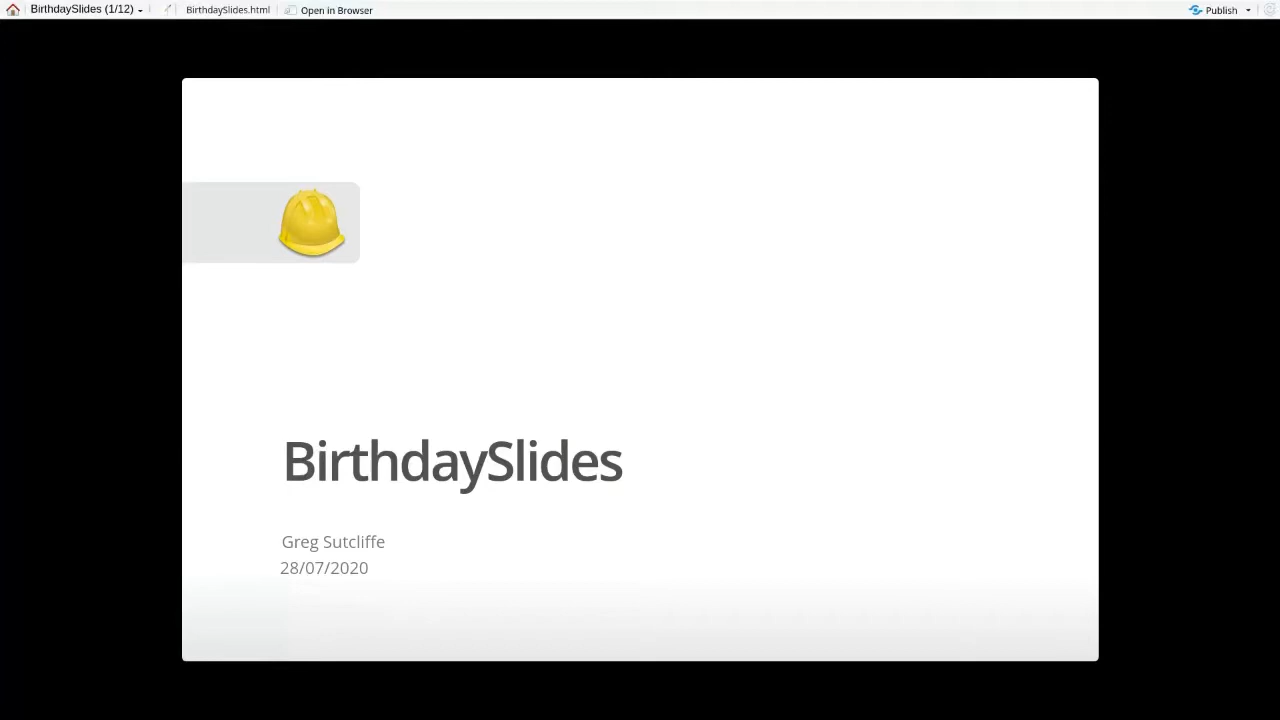 BirthdaySlides (1/12)
BirthdaySlides.html
Open in Browser
Publish
BirthdaySlides
Greg Sutcliffe
28/07/2020